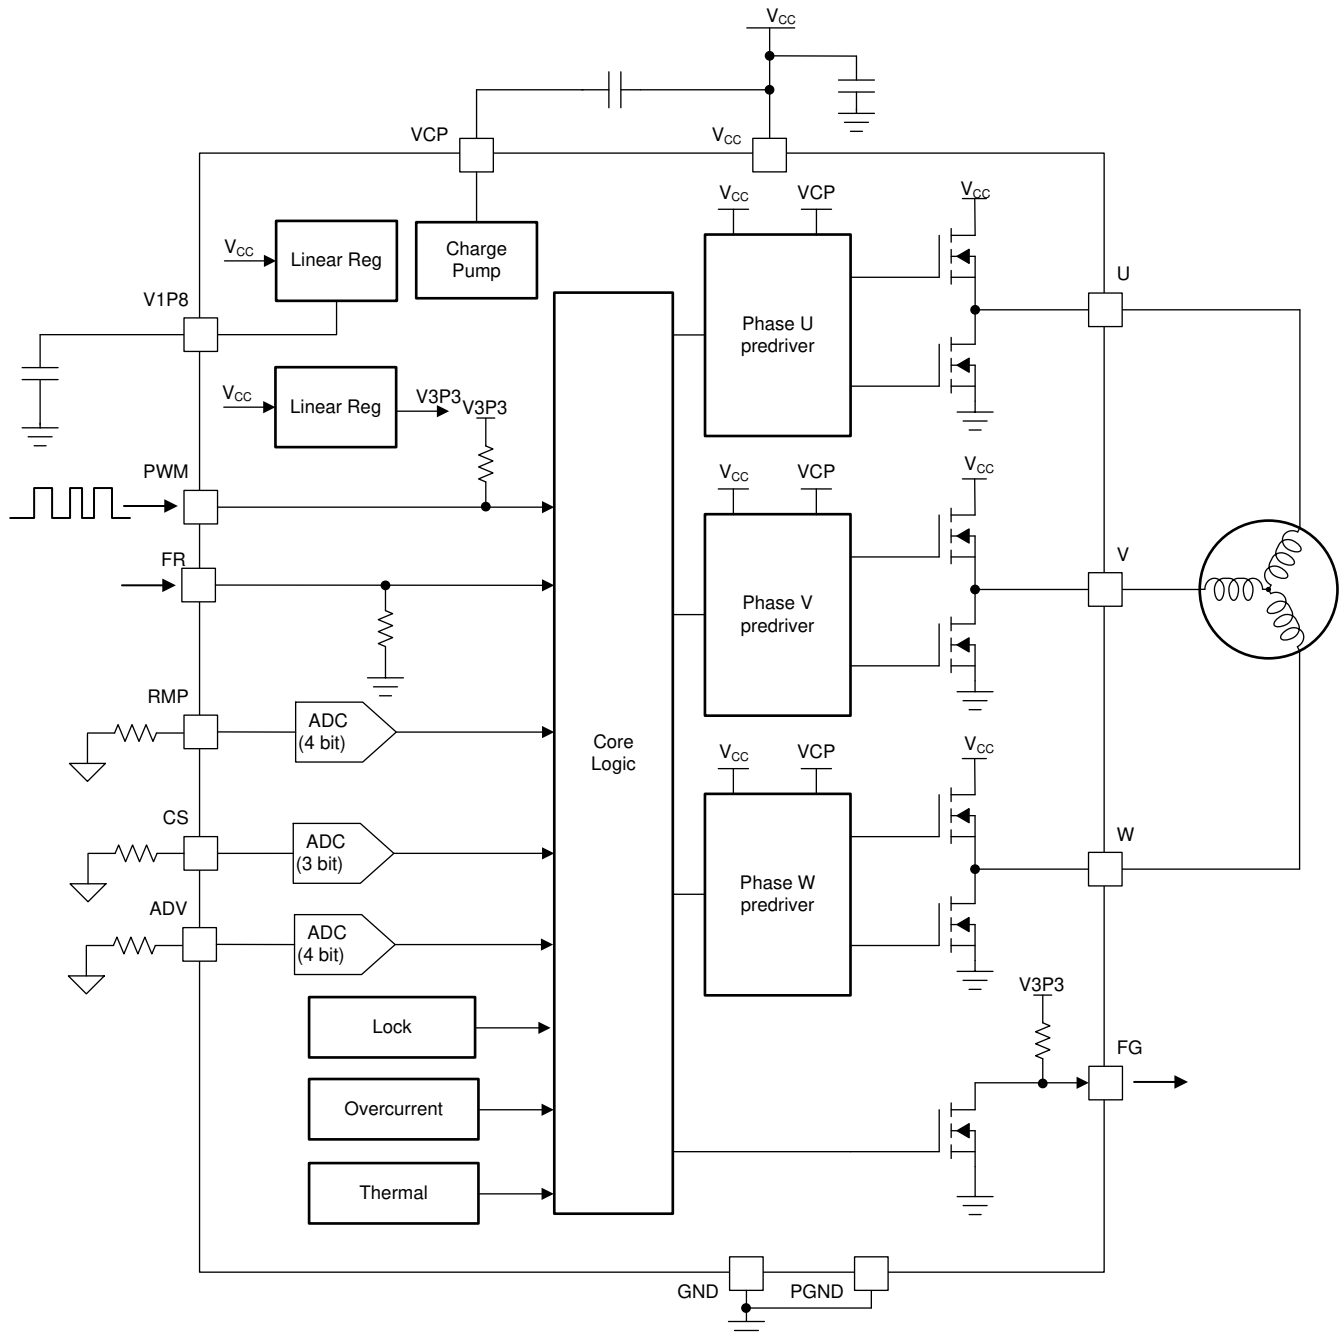 VCC
VCP
VCC
VCC
VCP
VCC
VCC
Linear Reg
Charge
Pump
U
V1P8
Phase U
predriver
VCC
Linear Reg
V3P3
V3P3
PWM
VCC
VCP
VCC
FR
V
Phase V
predriver
RMP
ADC
(4 bit)
Core
Logic
VCC
VCP
VCC
CS
ADC
(3 bit)
W
Phase W
predriver
ADV
ADC
(4 bit)
V3P3
Lock
FG
Overcurrent
Thermal
GND
PGND